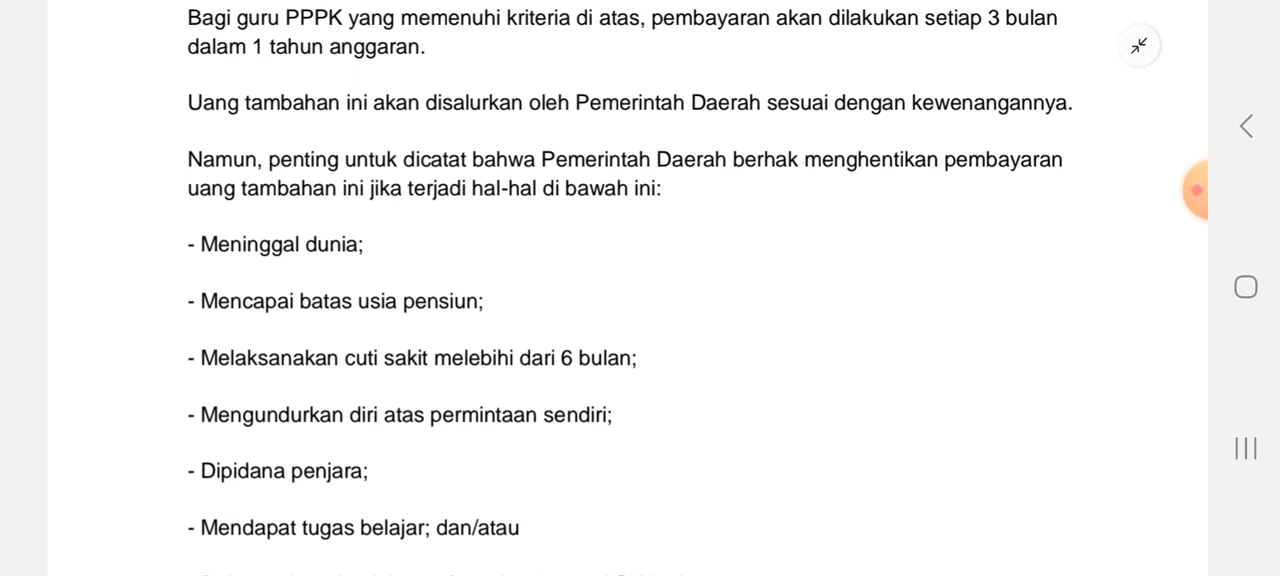 Bagi guru PPPK yang memenuhi kriteria di atas, pembayaran akan dilakukan setiap 3 bulan
dalam 1 tahun anggaran.
Uang tambahan ini akan disalurkan oleh Pemerintah Daerah sesuai dengan kewenangannya.
Namun, penting untuk dicatat bahwa Pemerintah Daerah berhak menghentikan pembayaran
uang tambahan ini jika terjadi hal-hal di bawah ini:
- Meninggal dunia;
- Mencapai batas usia pensiun;
- Melaksanakan cuti sakit melebihi dari 6 bulan;
- Mengundurkan diri atas permintaan sendiri;
- Dipidana penjara;
- Mendapat tugas belajar; dan/atau